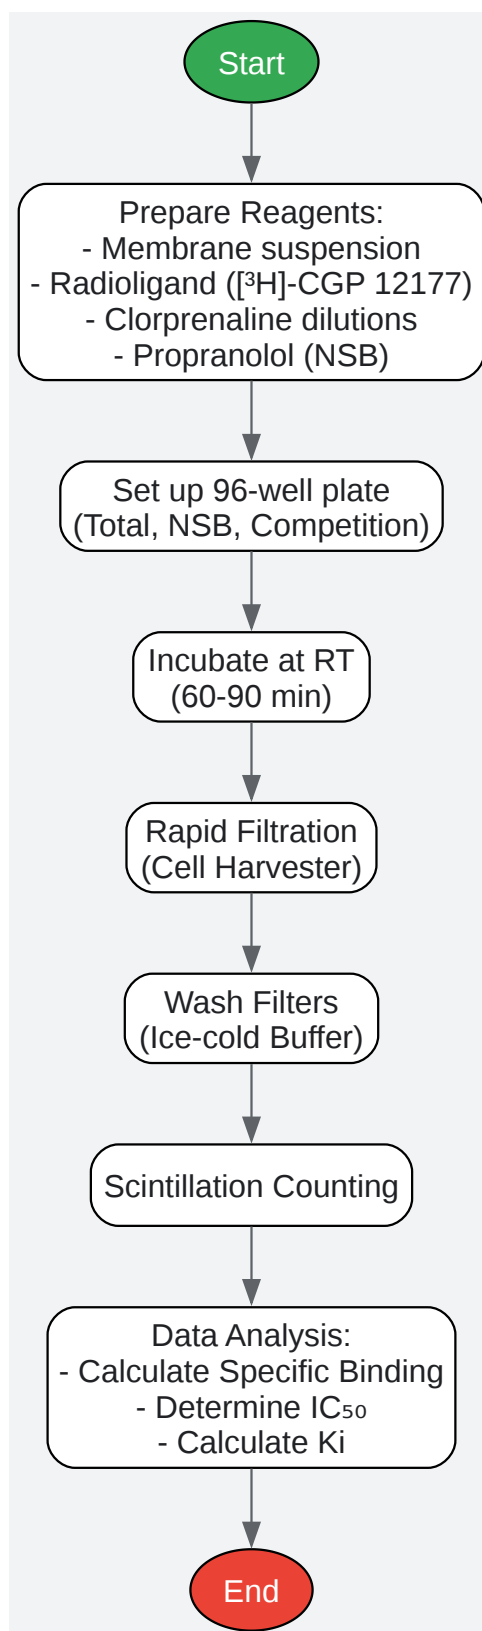 Start
Prepare Reagents:
- Membrane suspension
- Radioligand ([³H]-CGP 12177)
- Clorprenaline dilutions
- Propranolol (NSB)
Set up 96-well plate
(Total, NSB, Competition)
Incubate at RT
(60-90 min)
Rapid Filtration
(Cell Harvester)
Wash Filters
(Ice-cold Buffer)
Scintillation Counting
Data Analysis:
- Calculate Specific Binding
- Determine IC₅₀
- Calculate Ki
End